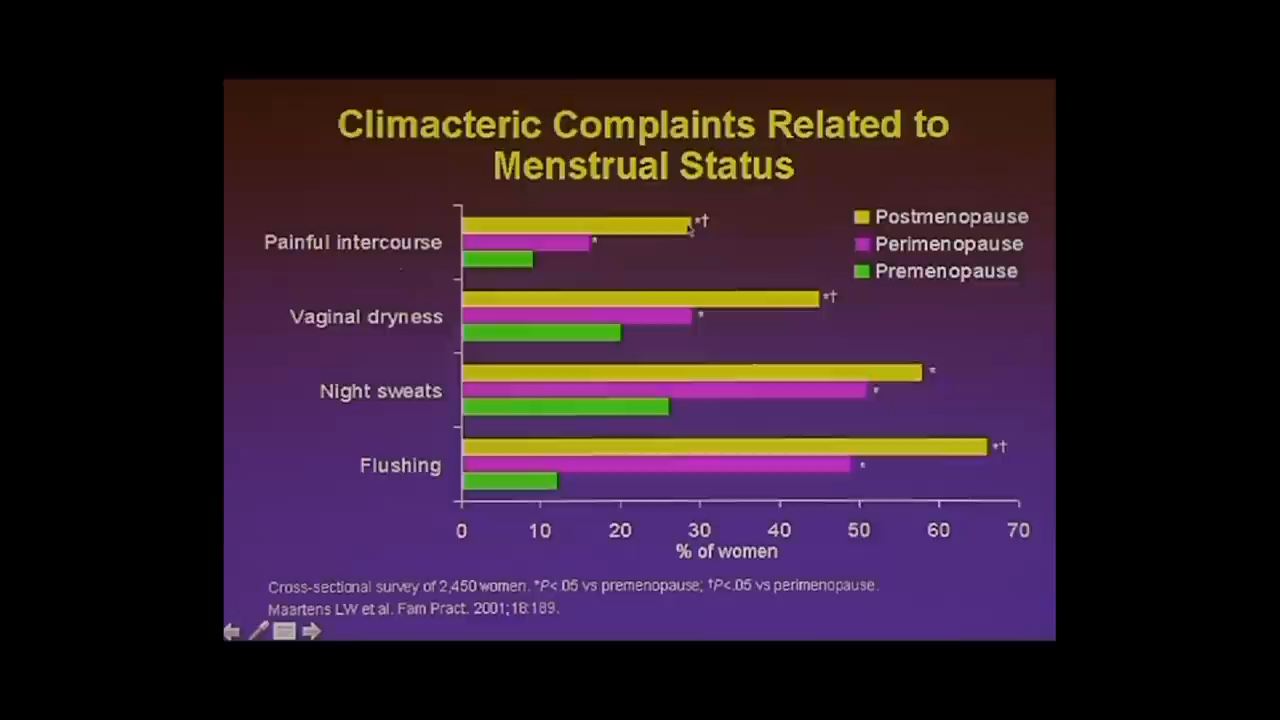 Climacteric Complaints Related to
Menstrual Status
Postmenopause
Perimenopause
Premenopause
Painful intercourse
*†
*
Vaginal dryness
*†
*
Night sweats
*
*
Flushing
*†
*
0 10 20 30 40 50 60 70
% of women
Cross-sectional survey of 2,450 women. *P<.05 vs premenopause; †P<.05 vs perimenopause.
Maartens LW et al. Fam Pract. 2001;18:189.